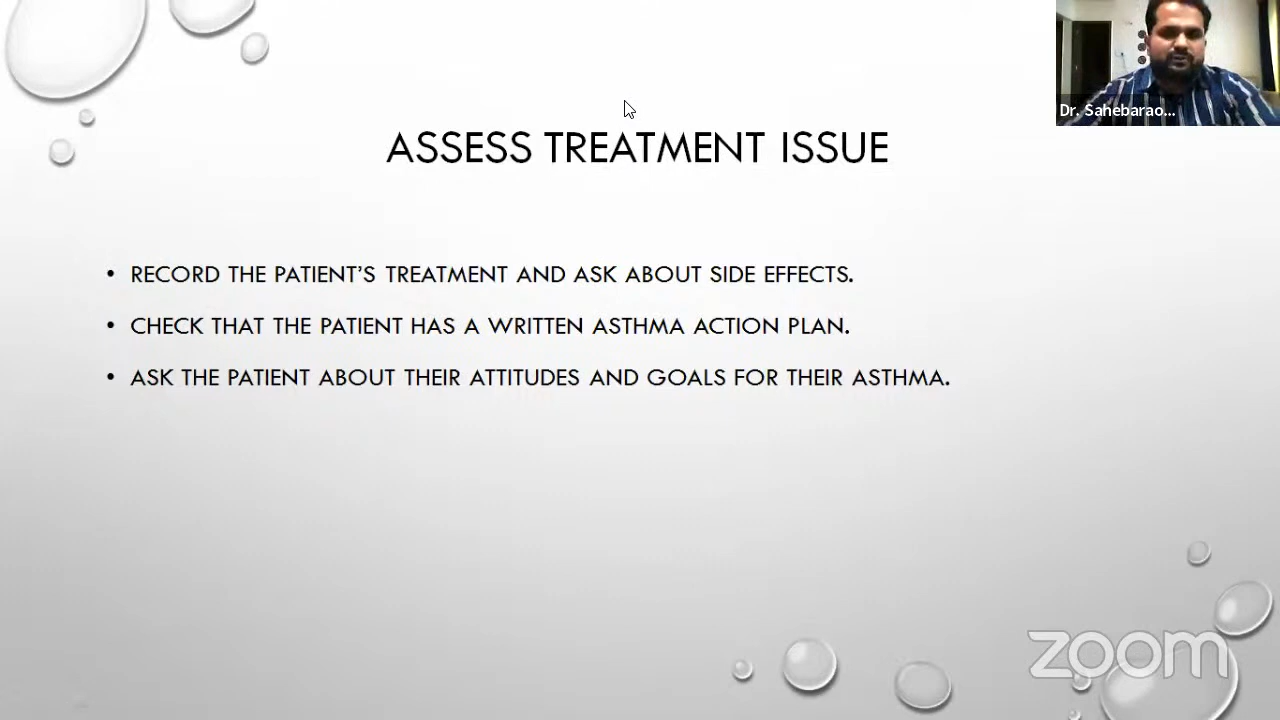 Dr. Sahebarao...
ASSESS TREATMENT ISSUE
• RECORD THE PATIENT’S TREATMENT AND ASK ABOUT SIDE EFFECTS.
• CHECK THAT THE PATIENT HAS A WRITTEN ASTHMA ACTION PLAN.
• ASK THE PATIENT ABOUT THEIR ATTITUDES AND GOALS FOR THEIR ASTHMA.
zoom